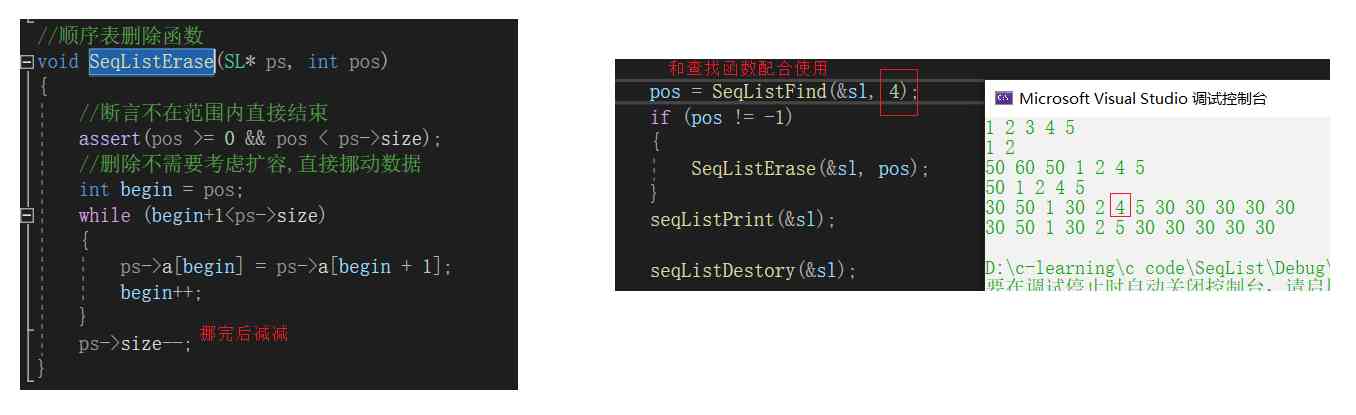 //顺序表删除函数
void SeqListErase(SL* ps, int pos)
{
//断言不在范围内直接结束
assert(pos >= 0 && pos < ps->size);
//删除不需要考虑扩容,直接挪动数据
int begin = pos;
while (begin+1<ps->size)
{
ps->a[begin] = ps->a[begin + 1];
begin++;
}
ps->size--; 挪完后减减
}
和查找函数配合使用
pos = SeqListFind(&sl, 4);
if (pos != -1)
{
SeqListErase(&sl, pos);
}
seqListPrint(&sl);
seqListDestory(&sl);
Microsoft Visual Studio 调试控制台
1 2 3 4 5
1 2
50 60 50 1 2 4 5
50 1 2 4 5
30 50 1 30 2 4 5 30 30 30 30 30
30 50 1 30 2 5 30 30 30 30 30
D:\c-learning\c code\SeqList\Debug\
要在调试停止时自动关闭控制台，请启用